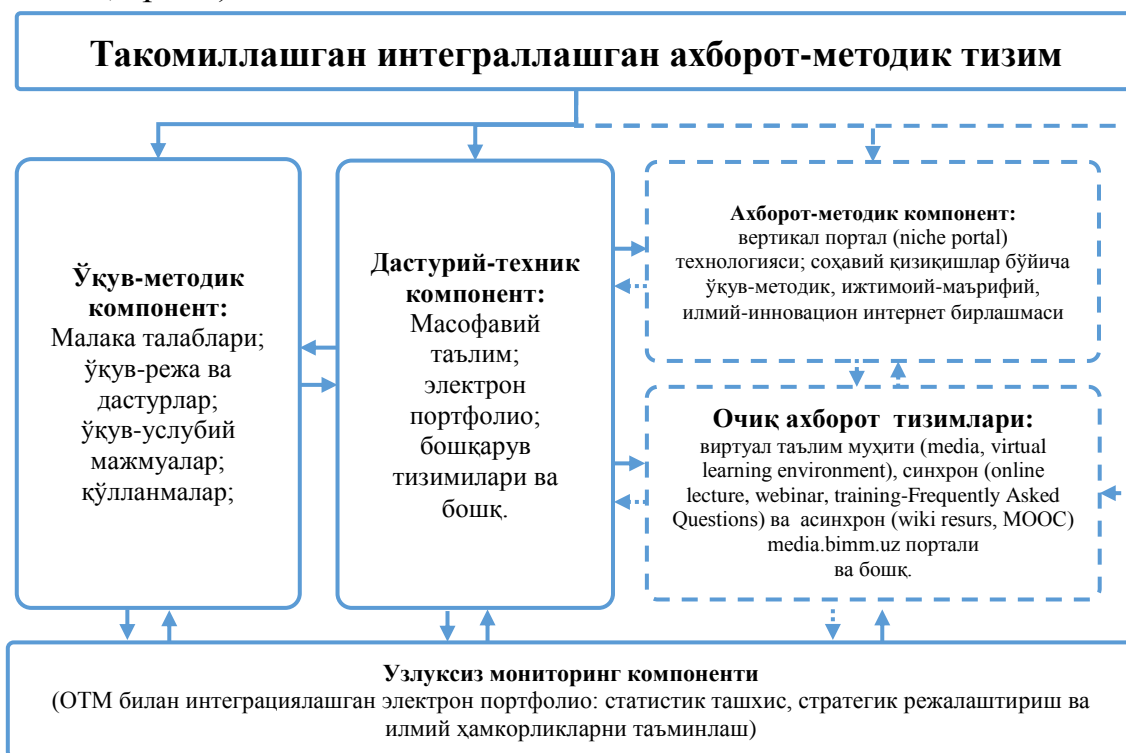 Такомиллашган интеграллашган ахборот-методик тизим
Ўқув-методик
компонент:
Малака талаблари;
ўқув-режа ва
дастурлар;
ўқув-услубий
мажмуалар;
қўлланмалар;
Дастурий-техник
компонент:
Масофавий
таълим;
электрон
портфолио;
бошқарув
тизимилари ва
бошқ.
Ахборот-методик компонент:
вертикал портал (niche portal)
технологияси; соҳавий қизиқишлар бўйича
ўқув-методик, ижтимоий-маърифий,
илмий-инновацион интернет бирлашмаси
Очиқ ахборот тизимлари:
виртуал таълим муҳити (media, virtual
learning environment), синхрон (online
lecture, webinar, training-Frequently Asked
Questions) ва асинхрон (wiki resurs, MOOC)
media.bimm.uz портали
ва бошқ.
Узлуксиз мониторинг компоненти
(ОТМ билан интеграциялашган электрон портфолио: статистик ташхис, стратегик режалаштириш ва
илмий ҳамкорликларни таъминлаш)